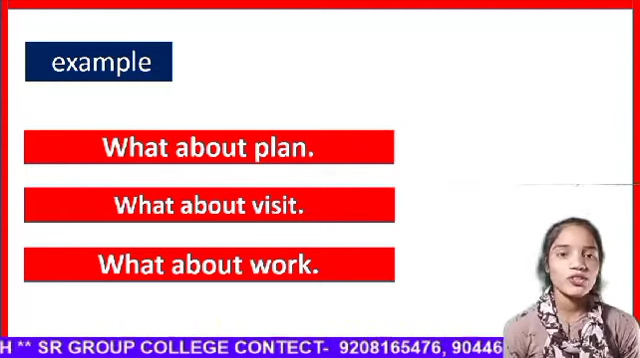 example
What about plan.
What about visit.
What about work.
H ** SR GROUP COLLEGE CONTECT- 9208165476, 90446